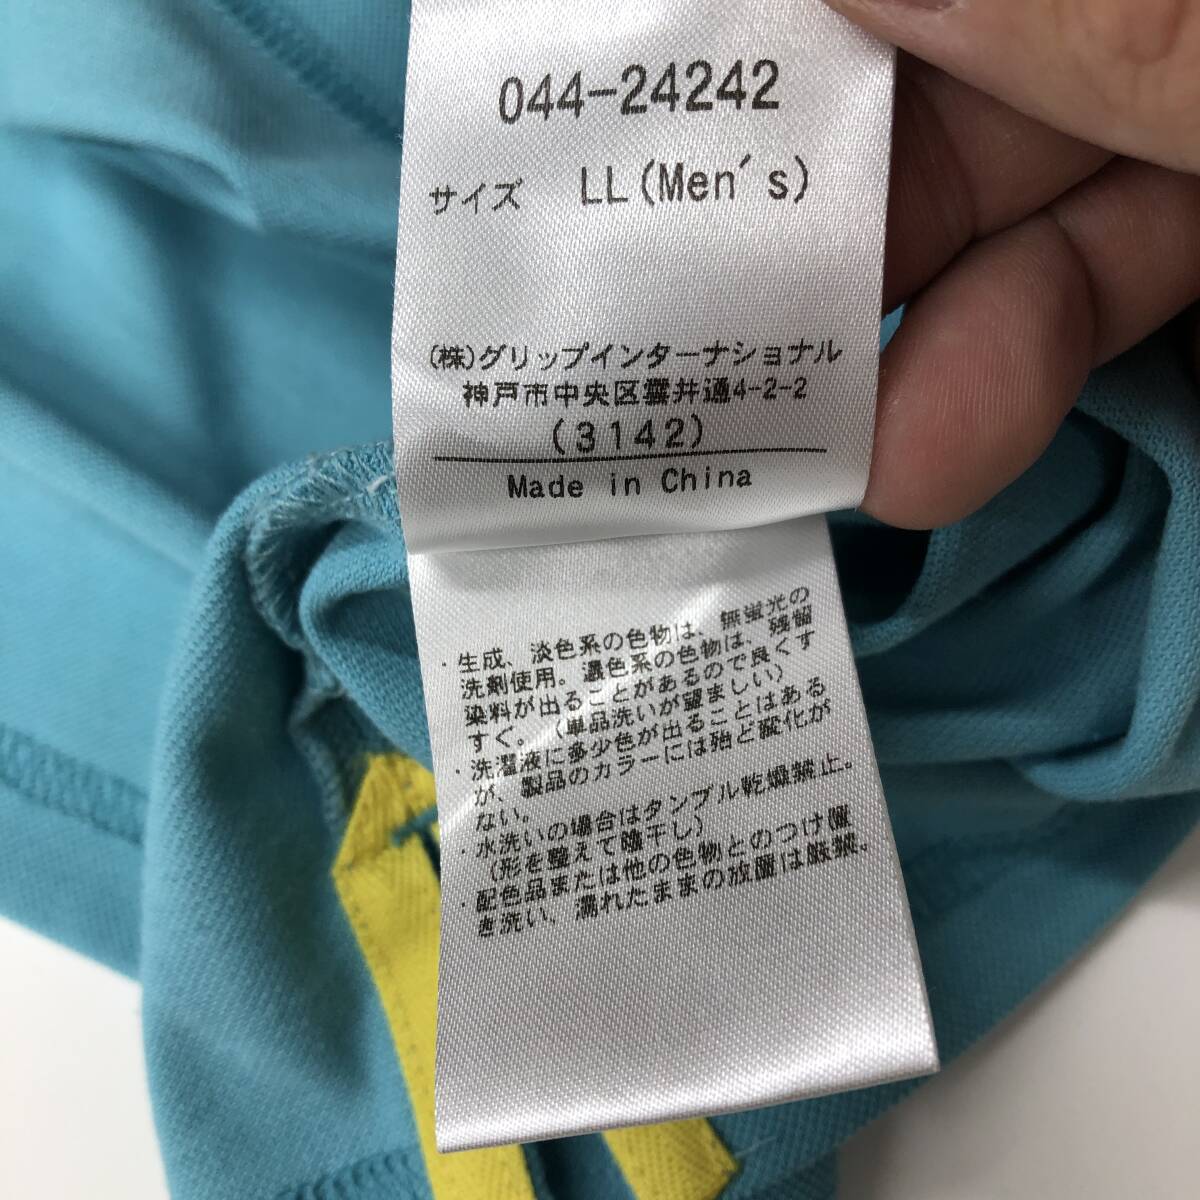 044-24242
サイズ LL(Men's)
(株)グリップインターナショナル
神戸市中央区雲井通4-2-2
(3142)
Made in China
・生成、淡色系の色物は、無蛍光の
洗剤使用。濃色系の色物は、残留
染料が出ることがあるので良くす
すぐ。(単品洗いが望ましい)
・洗濯液に多少色が出ることはある
が、製品のカラーには殆ど変化が
ない。
・水洗いの場合はタンブル乾燥禁止。
(形を整えて陰干し)
・配色品または他の色物とのつけ置
き洗い、濡れたままの放置は厳禁。